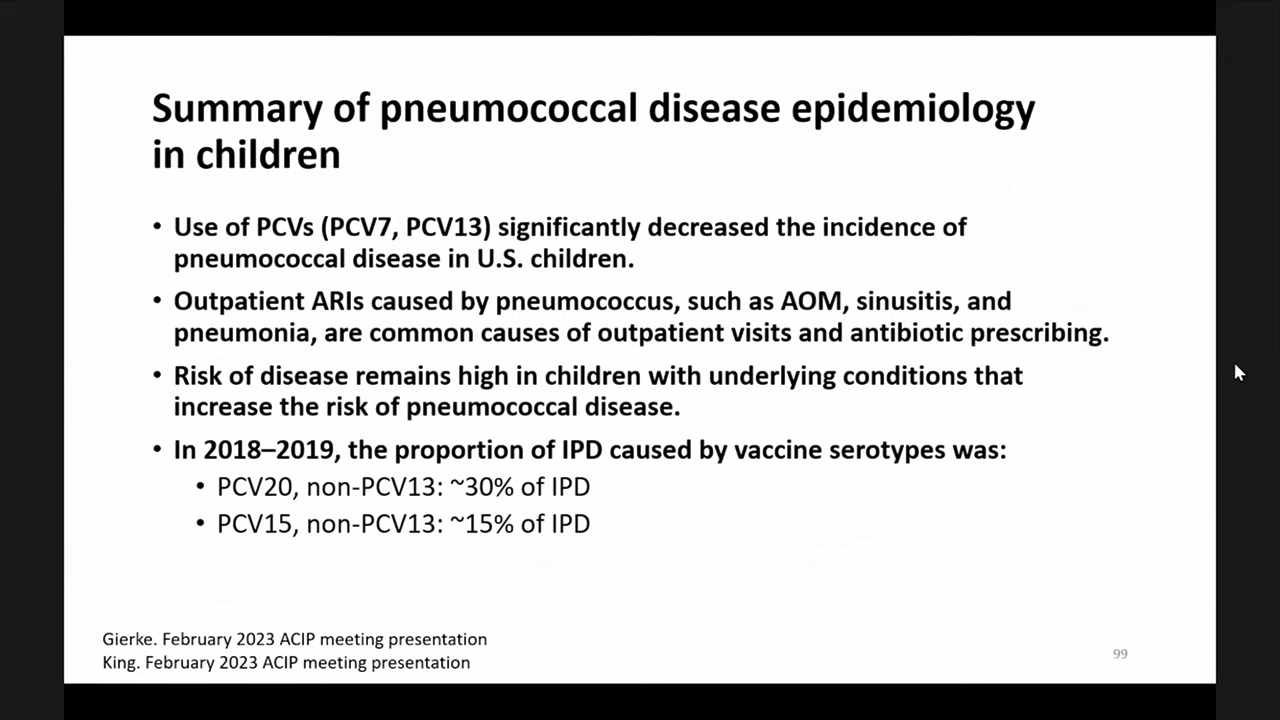 Summary of pneumococcal disease epidemiology
in children
• Use of PCVs (PCV7, PCV13) significantly decreased the incidence of
pneumococcal disease in U.S. children.
• Outpatient ARIs caused by pneumococcus, such as AOM, sinusitis, and
pneumonia, are common causes of outpatient visits and antibiotic prescribing.
• Risk of disease remains high in children with underlying conditions that
increase the risk of pneumococcal disease.
• In 2018–2019, the proportion of IPD caused by vaccine serotypes was:
• PCV20, non-PCV13: ~30% of IPD
• PCV15, non-PCV13: ~15% of IPD
Gierke. February 2023 ACIP meeting presentation
King. February 2023 ACIP meeting presentation
99